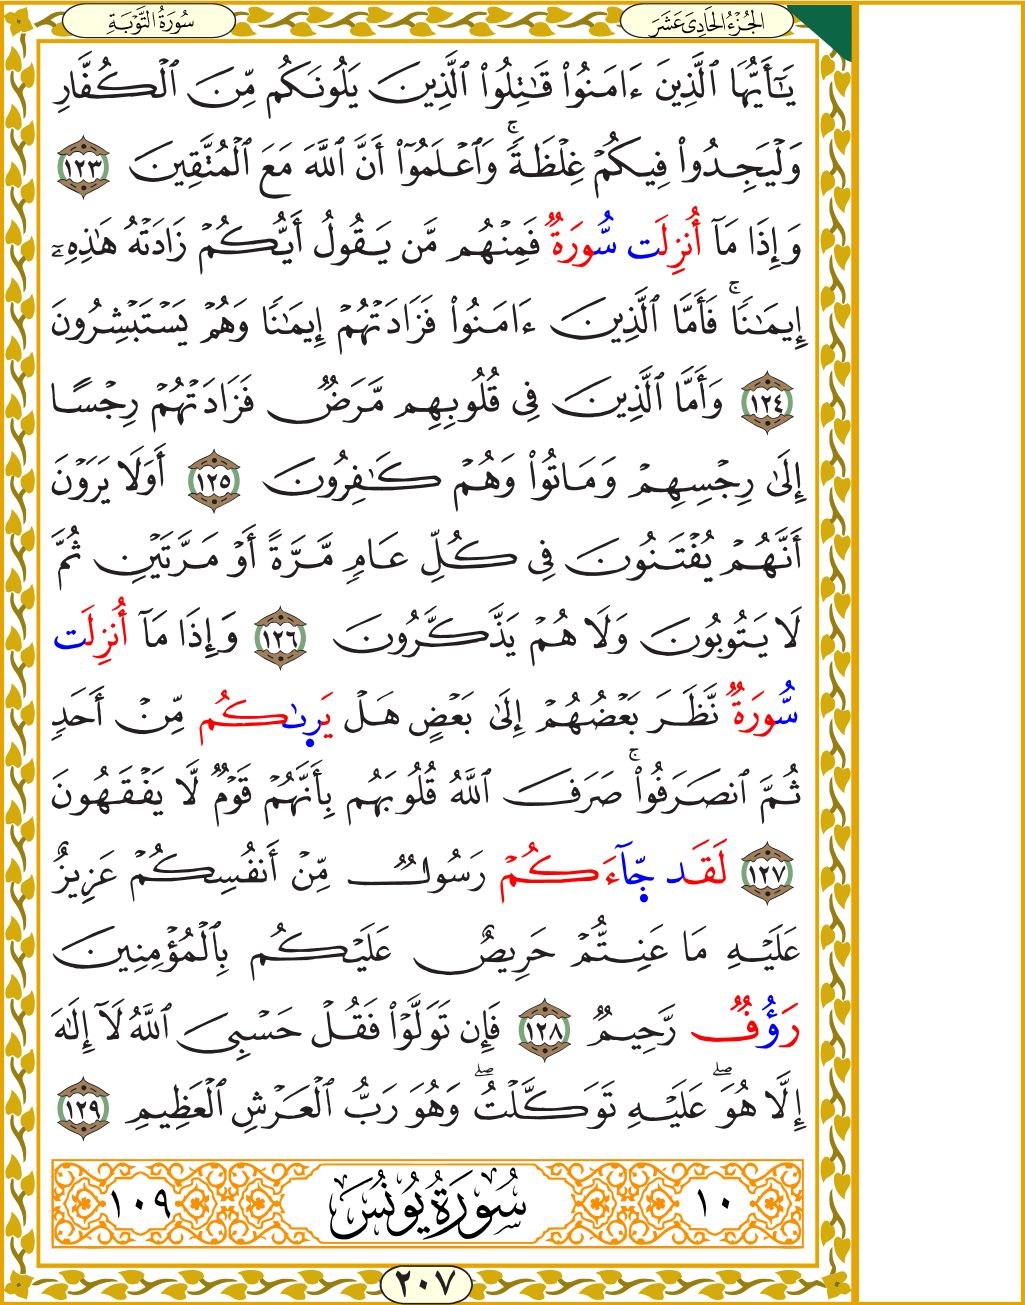 سُورَةُ التَّوْبَةِ
الجُزْءُ الحَادِيَ عَشَرَ
يَـٰٓأَيُّهَا ٱلَّذِينَ ءَامَنُوا۟ قَـٰتِلُوا۟ ٱلَّذِينَ يَلُونَكُم مِّنَ ٱلْكُفَّارِ
وَلْيَجِدُوا۟ فِيكُمْ غِلْظَةً ۚ وَٱعْلَمُوٓا۟ أَنَّ ٱللَّهَ مَعَ ٱلْمُتَّقِينَ ١٢٣
وَإِذَا مَآ أُنزِلَت سُّورَةٌ فَمِنْهُم مَّن يَقُولُ أَيُّكُمْ زَادَتْهُ هَـٰذِهِۦٓ
إِيمَـٰنًا ۚ فَأَمَّا ٱلَّذِينَ ءَامَنُوا۟ فَزَادَتْهُمْ إِيمَـٰنًا وَهُمْ يَسْتَبْشِرُونَ
١٢٤ وَأَمَّا ٱلَّذِينَ فِى قُلُوبِهِم مَّرَضٌ فَزَادَتْهُمْ رِجْسًا
إِلَىٰ رِجْسِهِمْ وَمَاتُوا۟ وَهُمْ كَـٰفِرُونَ ١٢٥ أَوَلَا يَرَوْنَ
أَنَّهُمْ يُفْتَنُونَ فِى كُلِّ عَامٍ مَّرَّةً أَوْ مَرَّتَيْنِ ثُمَّ
لَا يَتُوبُونَ وَلَا هُمْ يَذَّكَّرُونَ ١٢٦ وَإِذَا مَآ أُنزِلَت
سُّورَةٌ نَّظَرَ بَعْضُهُمْ إِلَىٰ بَعْضٍ هَلْ يَرَىٰكُم مِّنْ أَحَدٍ
ثُمَّ ٱنصَرَفُوا۟ ۚ صَرَفَ ٱللَّهُ قُلُوبَهُم بِأَنَّهُمْ قَوْمٌ لَّا يَفْقَهُونَ
١٢٧ لَقَد جَّآءَكُمْ رَسُولٌ مِّنْ أَنفُسِكُمْ عَزِيزٌ
عَلَيْهِ مَا عَنِتُّمْ حَرِيصٌ عَلَيْكُم بِٱلْمُؤْمِنِينَ
رَؤُفٌ رَّحِيمٌ ١٢٨ فَإِن تَوَلَّوْا۟ فَقُلْ حَسْبِىَ ٱللَّهُ لَآ إِلَـٰهَ
إِلَّا هُوَ ۖ عَلَيْهِ تَوَكَّلْتُ ۖ وَهُوَ رَبُّ ٱلْعَرْشِ ٱلْعَظِيمِ ١٢٩
١٠ سُورَةُ يُونُسَ ١٠٩
٢٠٧